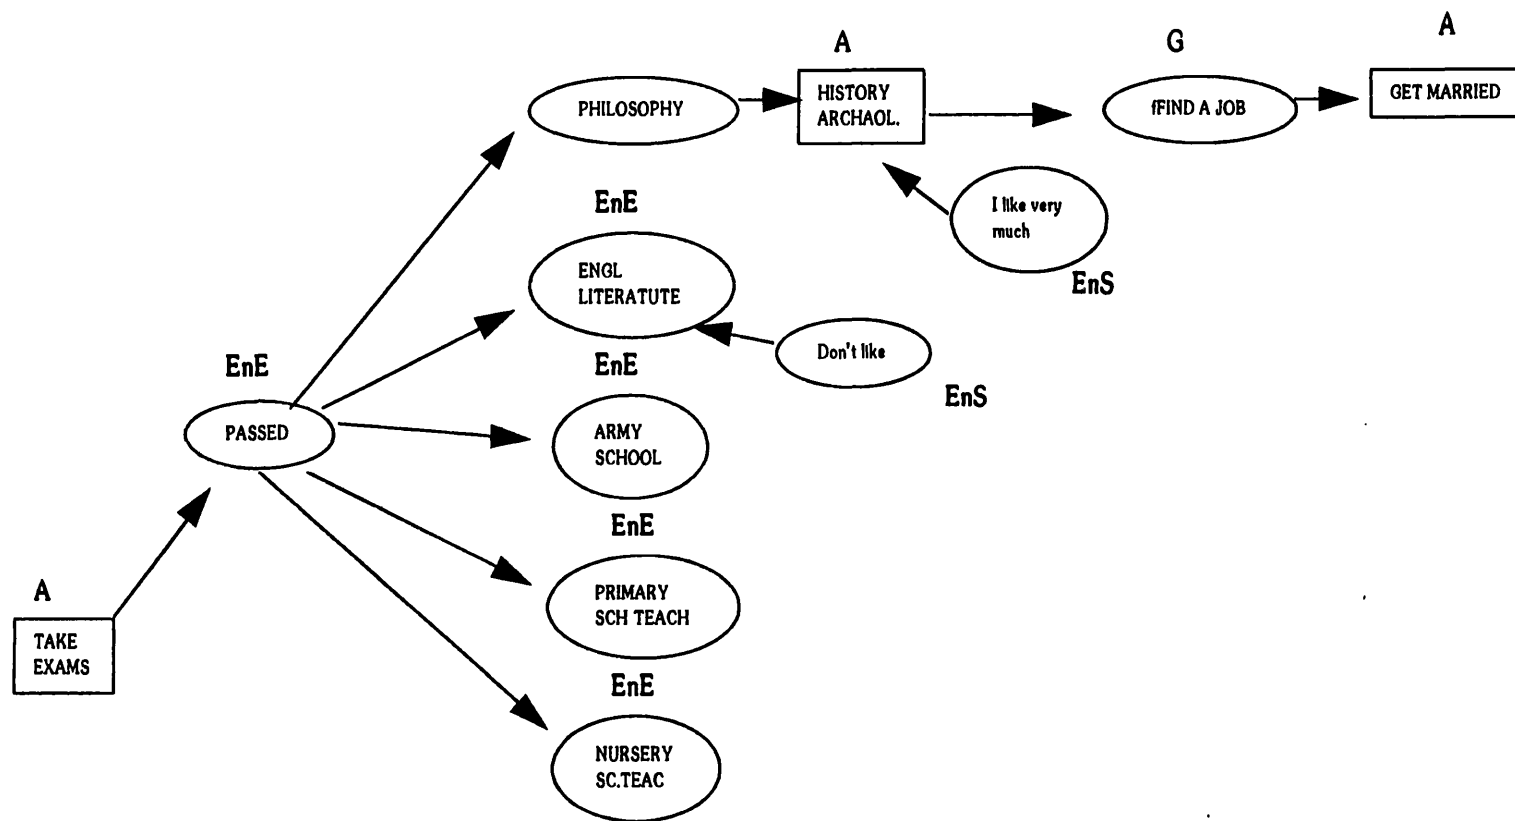 A
G
A
PHILOSOPHY
HISTORY
ARCHAOL.
fFIND A JOB
GET MARRIED
I like very
much
EnS
EnE
ENGL
LITERATUTE
Don't like
EnS
EnE
PASSED
EnE
ARMY
SCHOOL
EnE
PRIMARY
SCH TEACH
A
TAKE
EXAMS
EnE
NURSERY
SC.TEAC